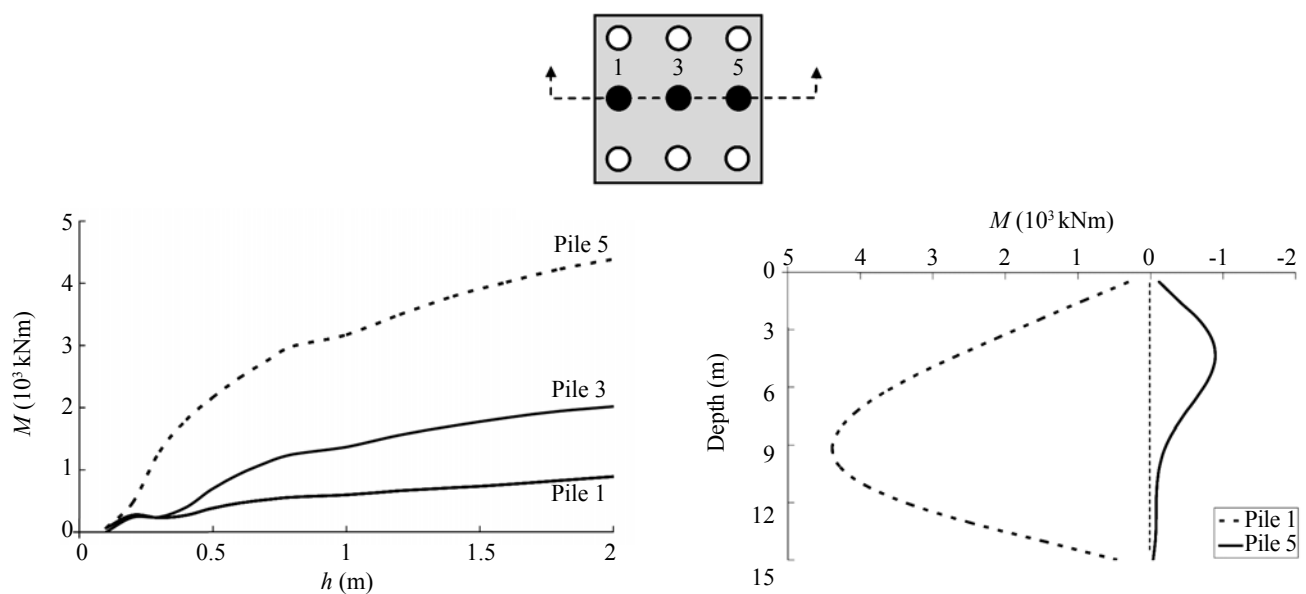 1 3 5
M (10³ kNm)
5
4
3
2
1
0
Pile 5
Pile 3
Pile 1
0 0.5 1 1.5 2
h (m)
M (10³ kNm)
5 4 3 2 1 0 -1 -2
0
3
6
9
12
15
Depth (m)
Pile 1
Pile 5